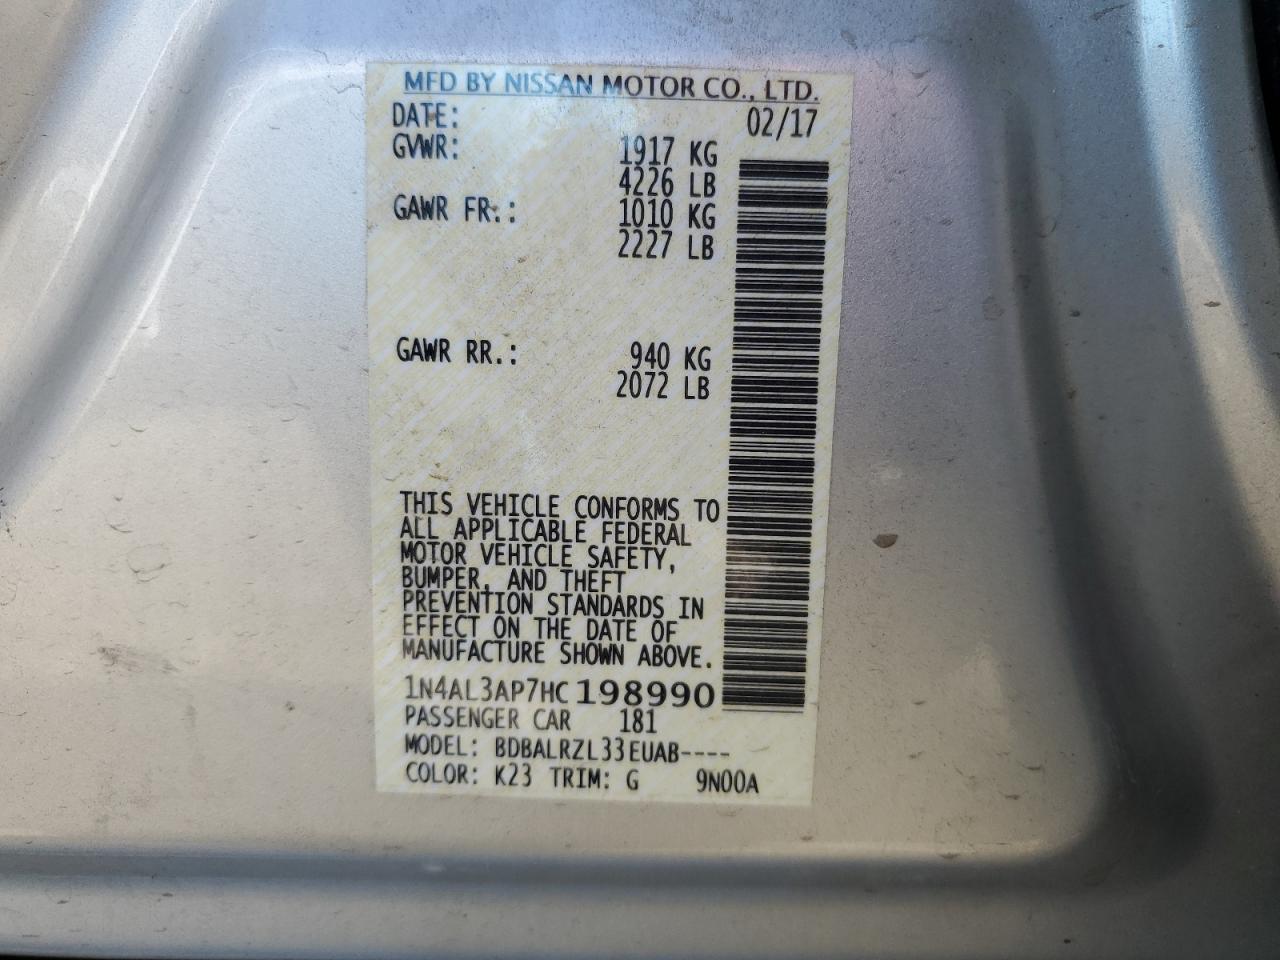 MFD BY NISSAN MOTOR CO., LTD.
DATE: 02/17
GVWR: 1917 KG
4226 LB
GAWR FR.: 1010 KG
2227 LB
GAWR RR.: 940 KG
2072 LB
THIS VEHICLE CONFORMS TO
ALL APPLICABLE FEDERAL
MOTOR VEHICLE SAFETY,
BUMPER, AND THEFT
PREVENTION STANDARDS IN
EFFECT ON THE DATE OF
MANUFACTURE SHOWN ABOVE.
1N4AL3AP7HC198990
PASSENGER CAR 181
MODEL: BDBALRZL33EUAB----
COLOR: K23 TRIM: G 9N00A